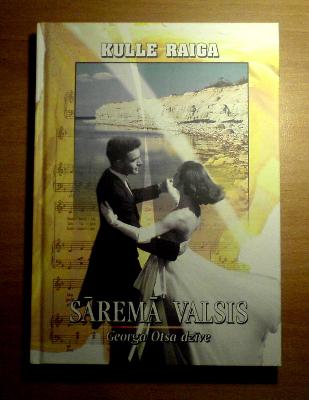 KULLE RAIGA
SĀREMĀ VALSIS
Georga Otsa dzīve